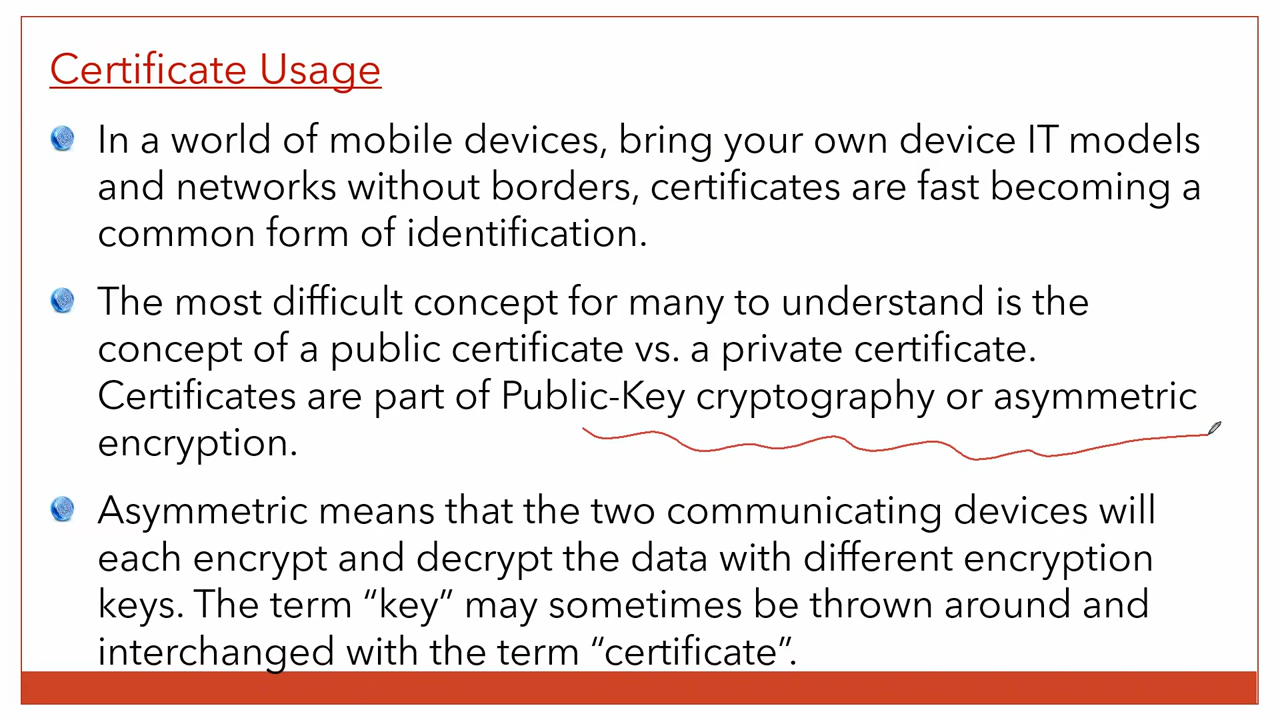 Certificate Usage
In a world of mobile devices, bring your own device IT models
and networks without borders, certificates are fast becoming a
common form of identification.
The most difficult concept for many to understand is the
concept of a public certificate vs. a private certificate.
Certificates are part of Public-Key cryptography or asymmetric
encryption.
Asymmetric means that the two communicating devices will
each encrypt and decrypt the data with different encryption
keys. The term “key” may sometimes be thrown around and
interchanged with the term “certificate”.